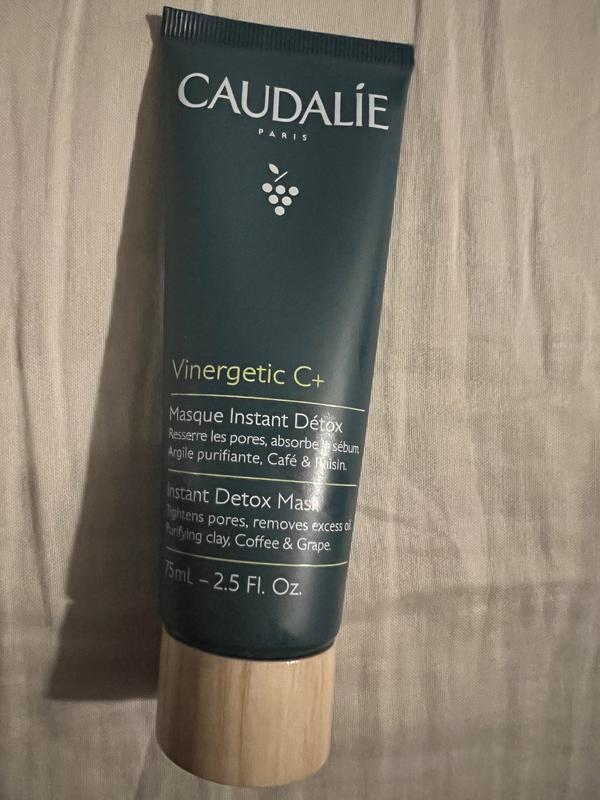 CAUDALÍE
PARIS
Vinergetic C+
Masque Instant Détox
Resserre les pores, absorbe le sébum.
Argile purifiante, Café & Raisin.
Instant Detox Mask
Tightens pores, removes excess oil.
Purifying clay, Coffee & Grape.
75mL – 2.5 Fl. Oz.